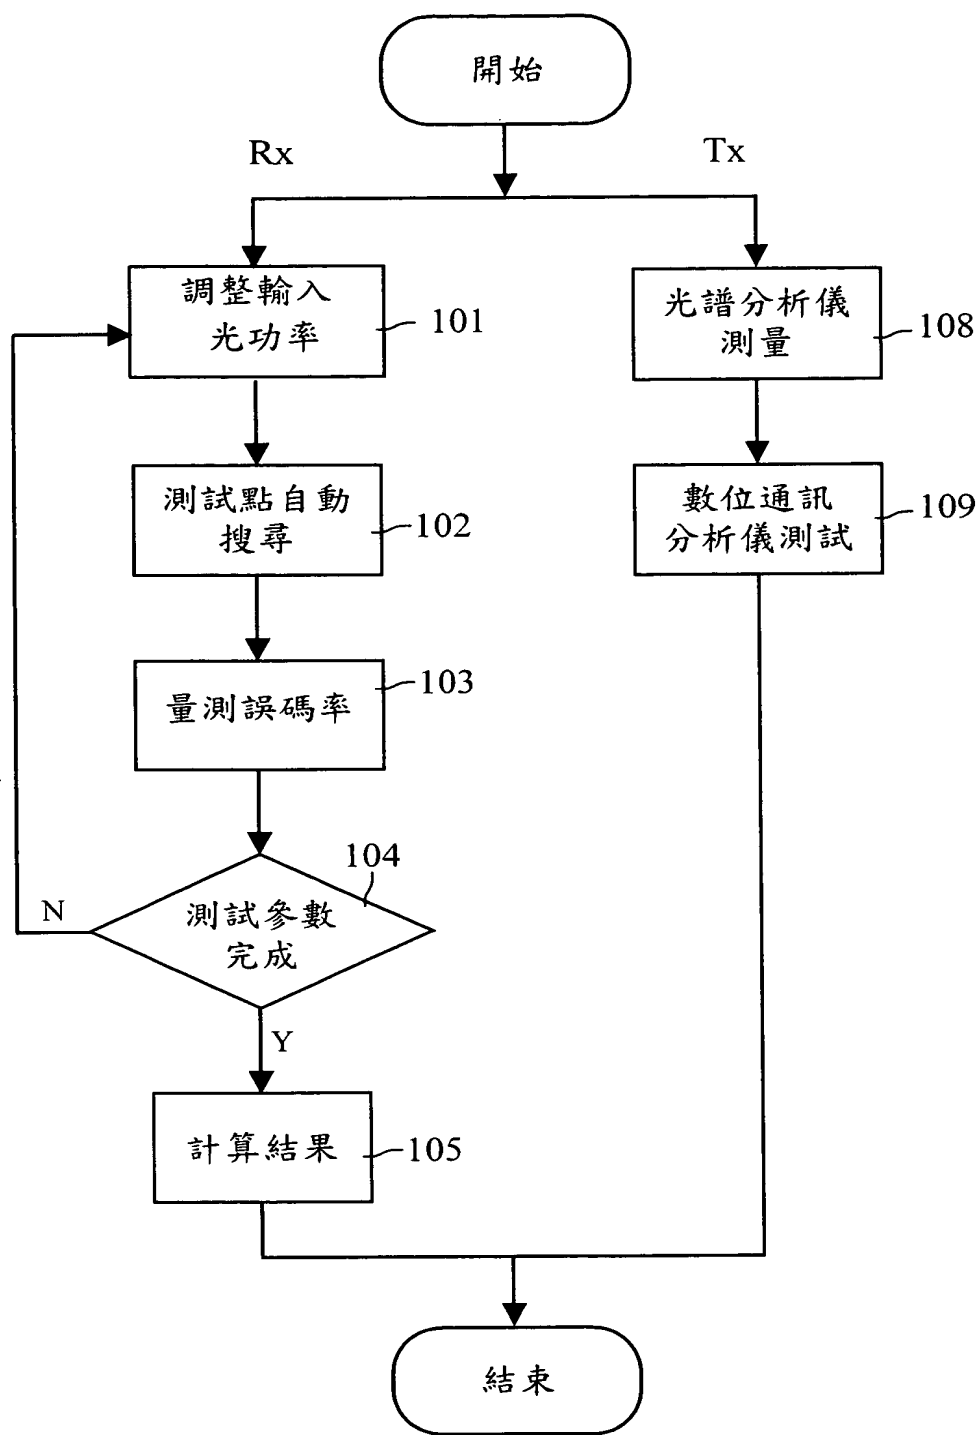 開始
Rx
Tx
調整輸入
光功率
101
光譜分析儀
測量
108
測試點自動
搜尋
102
數位通訊
分析儀測試
109
量測誤碼率
103
104
測試參數
完成
N
Y
計算結果
105
結束